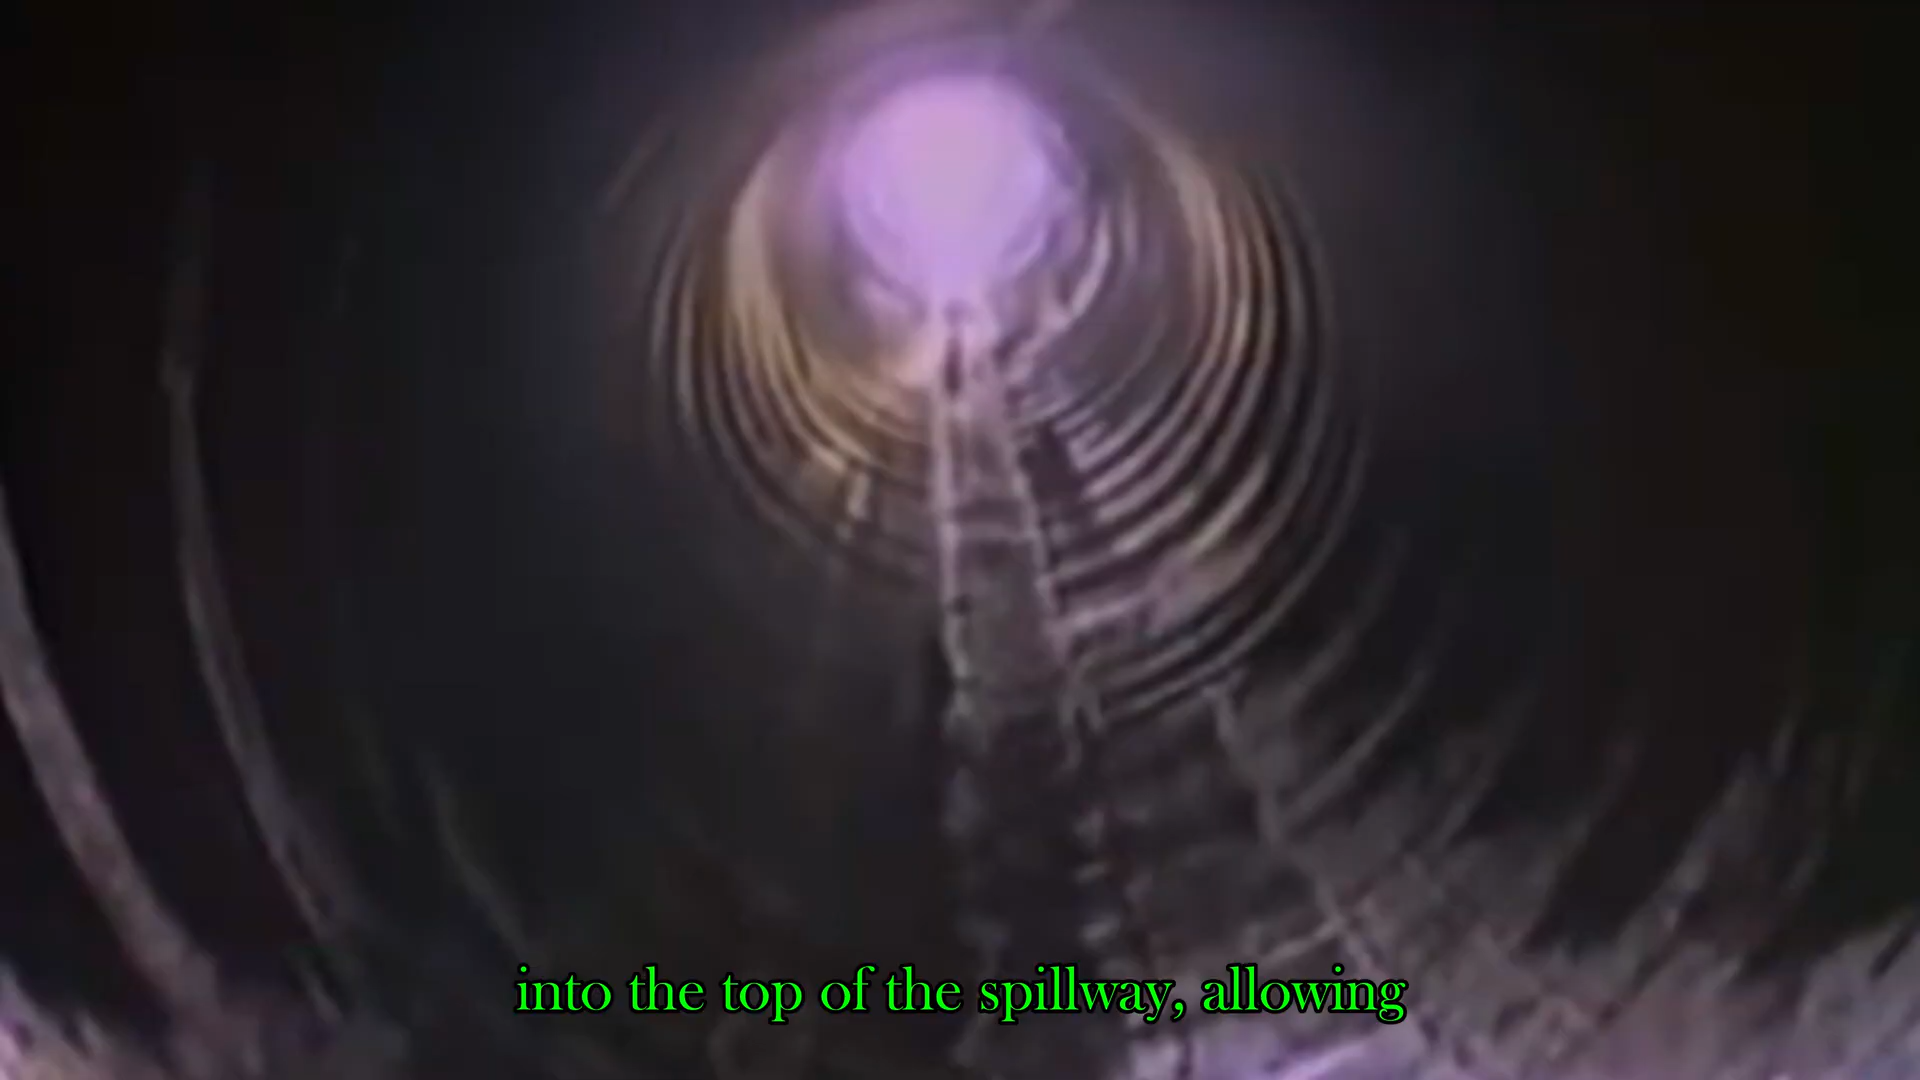 into the top of the spillway, allowing